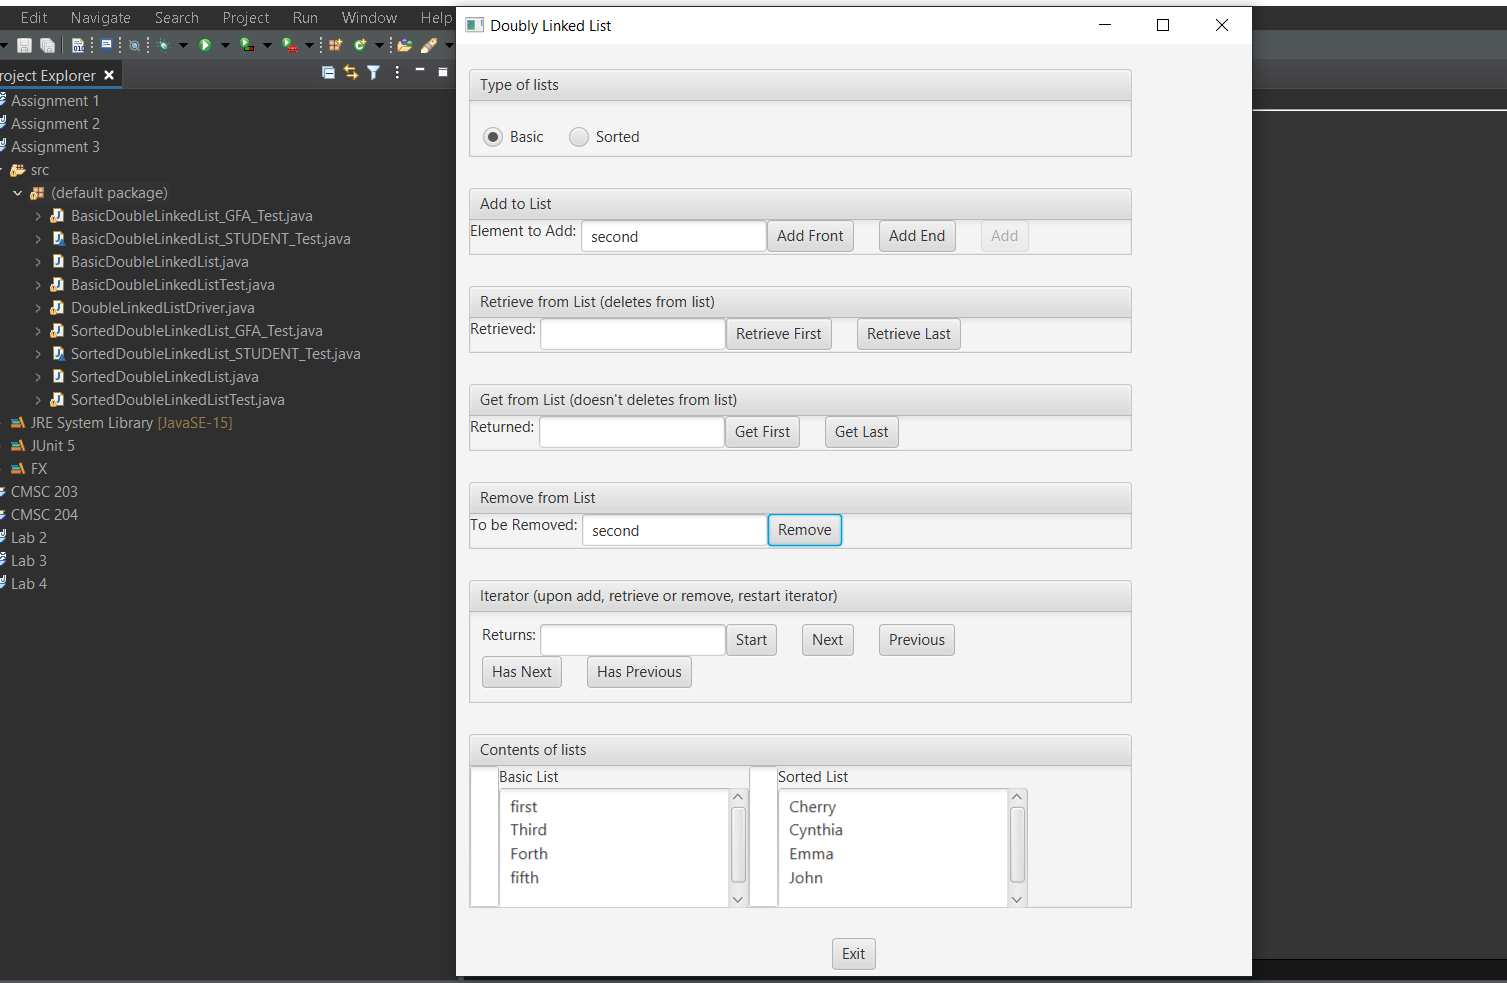 Edit Navigate Search Project Run Window Help
roject Explorer
Assignment 1
Assignment 2
Assignment 3
src
(default package)
BasicDoubleLinkedList_GFA_Test.java
BasicDoubleLinkedList_STUDENT_Test.java
BasicDoubleLinkedList.java
BasicDoubleLinkedListTest.java
DoubleLinkedListDriver.java
SortedDoubleLinkedList_GFA_Test.java
SortedDoubleLinkedList_STUDENT_Test.java
SortedDoubleLinkedList.java
SortedDoubleLinkedListTest.java
JRE System Library [JavaSE-15]
JUnit 5
FX
CMSC 203
CMSC 204
Lab 2
Lab 3
Lab 4
Doubly Linked List
Type of lists
Basic Sorted
Add to List
Element to Add: second Add Front Add End Add
Retrieve from List (deletes from list)
Retrieved: Retrieve First Retrieve Last
Get from List (doesn't deletes from list)
Returned: Get First Get Last
Remove from List
To be Removed: second Remove
Iterator (upon add, retrieve or remove, restart iterator)
Returns: Start Next Previous
Has Next Has Previous
Contents of lists
Basic List
first
Third
Forth
fifth
Sorted List
Cherry
Cynthia
Emma
John
Exit